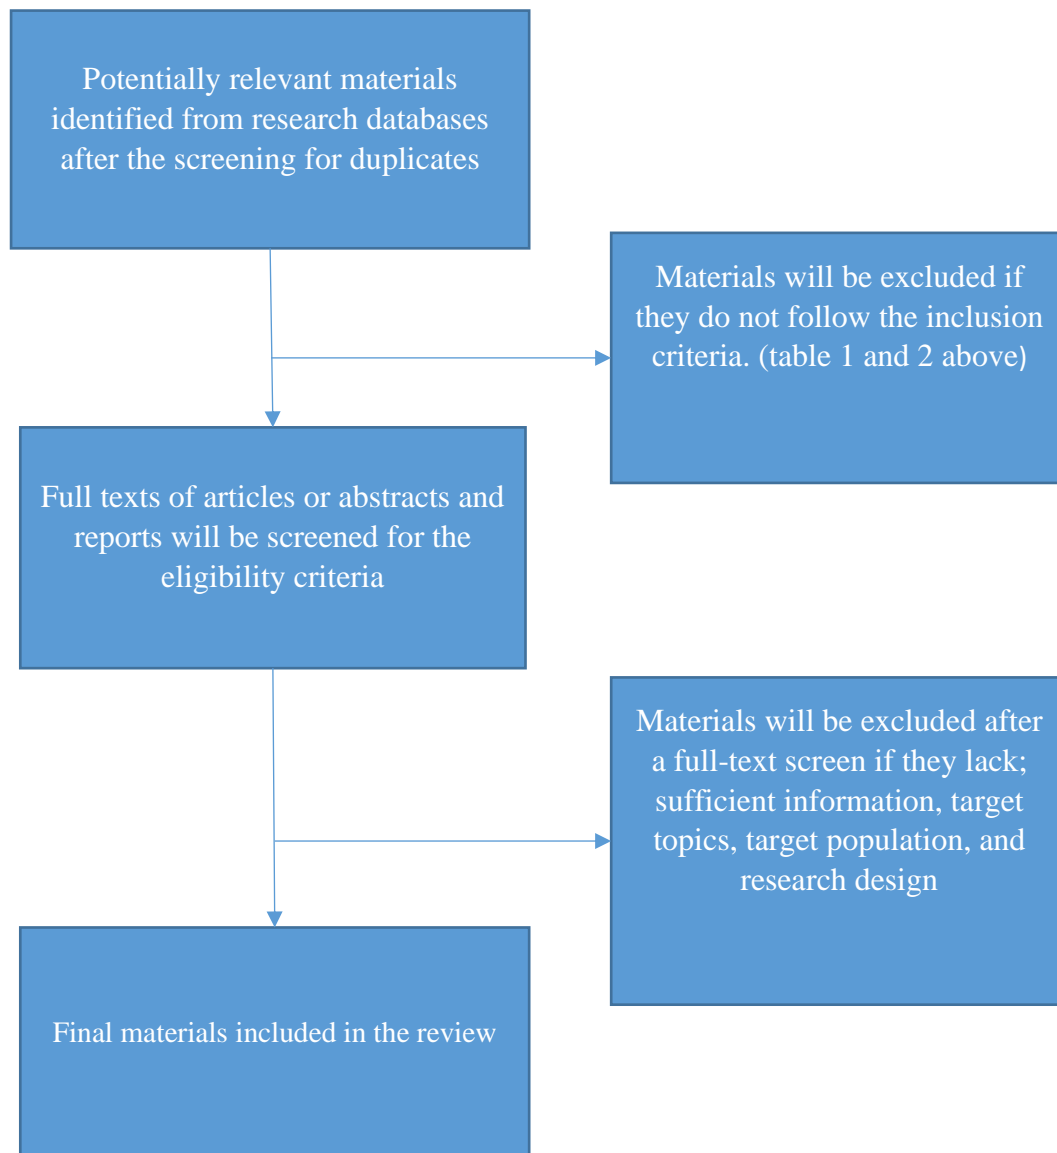 Potentially relevant materials
identified from research databases
after the screening for duplicates
Materials will be excluded if
they do not follow the inclusion
criteria. (table 1 and 2 above)
Full texts of articles or abstracts and
reports will be screened for the
eligibility criteria
Materials will be excluded after
a full-text screen if they lack;
sufficient information, target
topics, target population, and
research design
Final materials included in the review